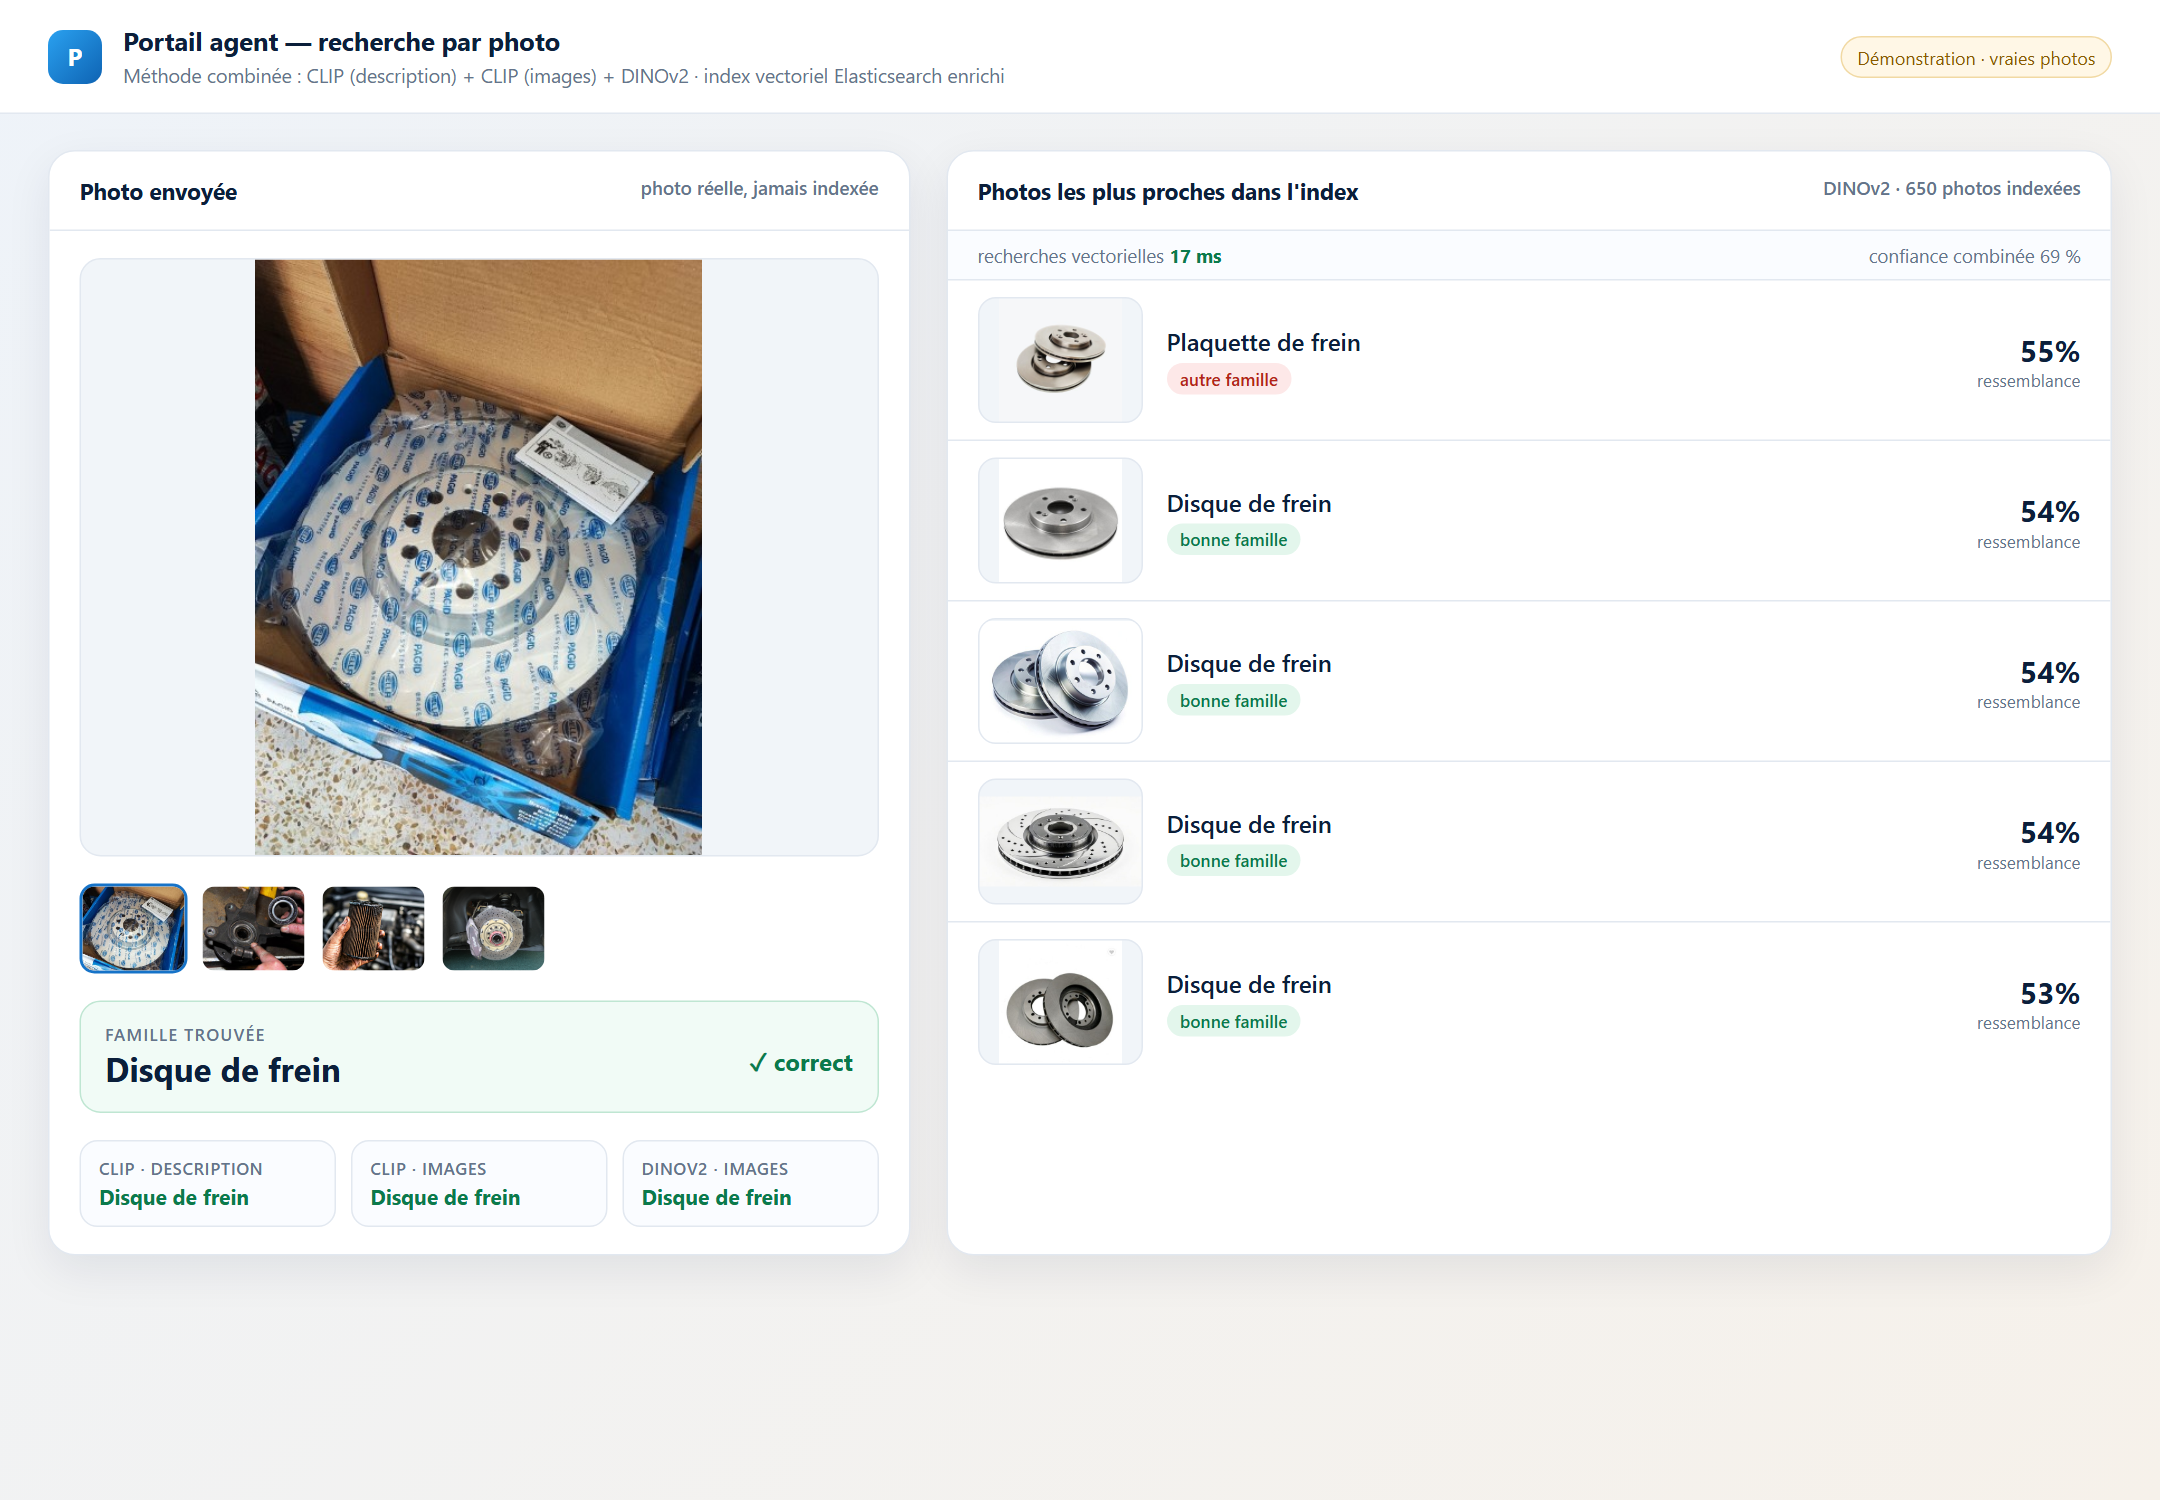 P
Portail agent — recherche par photo
Méthode combinée : CLIP (description) + CLIP (images) + DINOv2 · index vectoriel Elasticsearch enrichi
Démonstration · vraies photos
Photo envoyée
photo réelle, jamais indexée
HELLA PAGID
BRAKE SYSTEMS
FAMILLE TROUVÉE
Disque de frein
✓ correct
CLIP · DESCRIPTION
Disque de frein
CLIP · IMAGES
Disque de frein
DINOV2 · IMAGES
Disque de frein
Photos les plus proches dans l'index
DINOv2 · 650 photos indexées
recherches vectorielles 17 ms
confiance combinée 69 %
Plaquette de frein
autre famille
55%
ressemblance
Disque de frein
bonne famille
54%
ressemblance
Disque de frein
bonne famille
54%
ressemblance
Disque de frein
bonne famille
54%
ressemblance
Disque de frein
bonne famille
53%
ressemblance